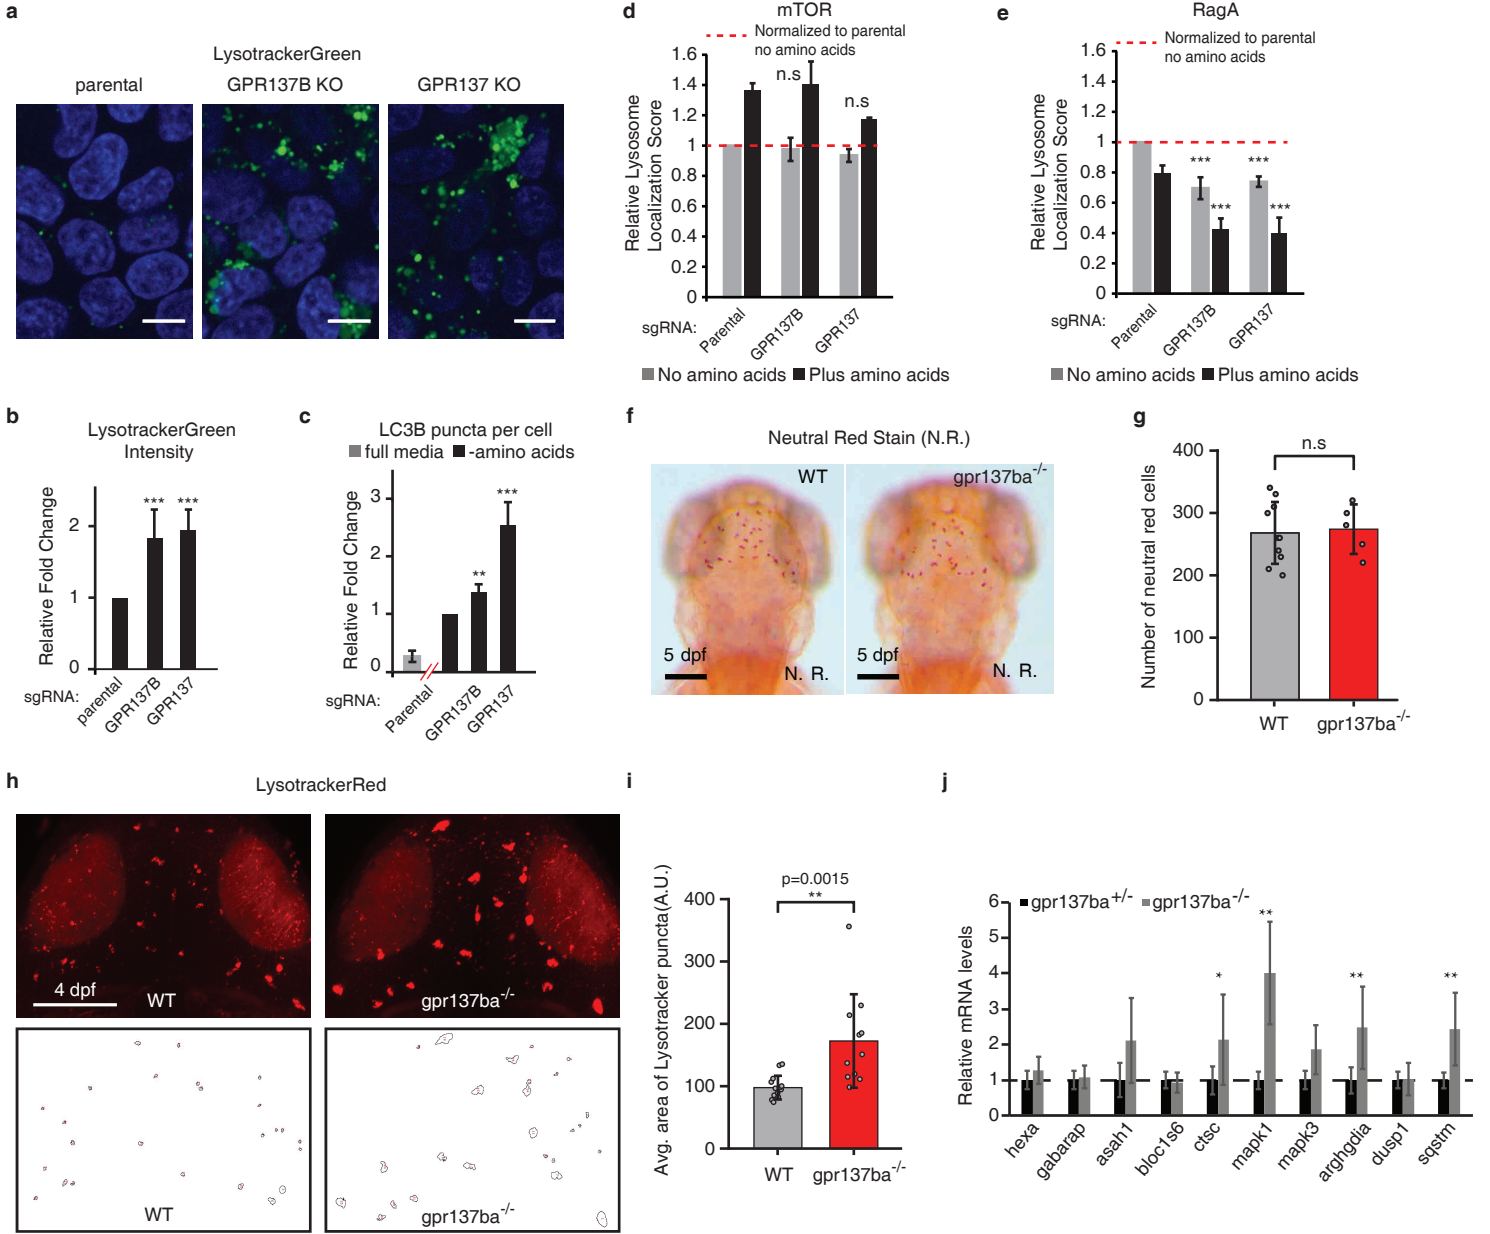 a
LysotrackerGreen
parental
GPR137B KO
GPR137 KO
b
LysotrackerGreen
Intensity
Relative Fold Change
2
1
0
***
***
sgRNA:
parental
GPR137B
GPR137
c
LC3B puncta per cell
full media
-amino acids
Relative Fold Change
3
2
1
0
**
***
sgRNA:
Parental
GPR137B
GPR137
d
mTOR
Normalized to parental
no amino acids
Relative Lysosome
Localization Score
1.6
1.4
1.2
1
0.8
0.6
0.4
0.2
0
n.s
n.s
sgRNA:
Parental
GPR137B
GPR137
No amino acids
Plus amino acids
e
RagA
Normalized to parental
no amino acids
Relative Lysosome
Localization Score
1.6
1.4
1.2
1
0.8
0.6
0.4
0.2
0
***
***
***
***
sgRNA:
Parental
GPR137B
GPR137
No amino acids
Plus amino acids
f
Neutral Red Stain (N.R.)
WT
5 dpf
N. R.
gpr137ba-/-
5 dpf
N. R.
g
Number of neutral red cells
400
300
200
100
0
n.s
WT
gpr137ba-/-
h
LysotrackerRed
4 dpf
WT
gpr137ba-/-
WT
gpr137ba-/-
i
Avg. area of Lysotracker puncta(A.U.)
400
300
200
100
0
p=0.0015
**
WT
gpr137ba-/-
j
Relative mRNA levels
6
5
4
3
2
1
0
gpr137ba+/-
gpr137ba-/-
*
**
**
**
hexa
gabarap
asah1
bloc1s6
ctsc
mapk1
mapk3
arghgdia
dusp1
sqstm